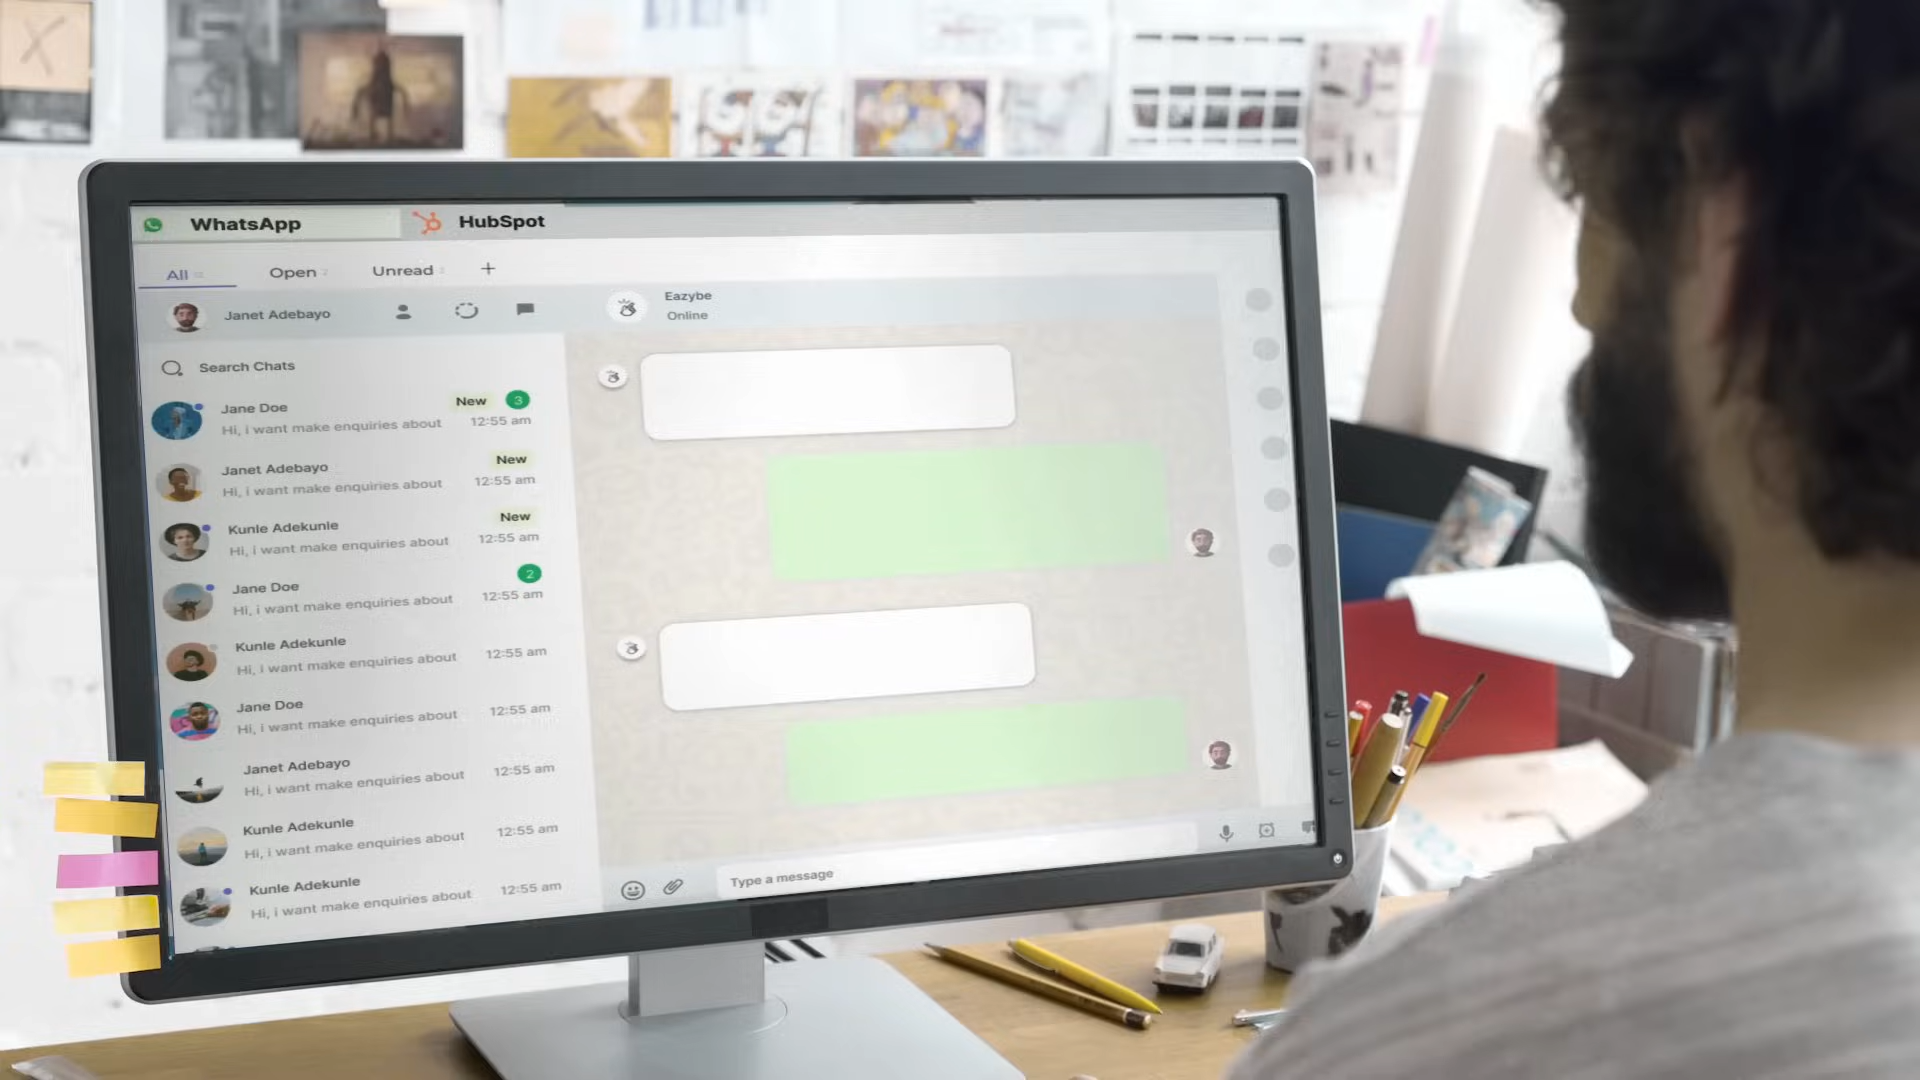 WhatsApp
HubSpot
All
Open
Unread
+
Janet Adebayo
Eazybe
Online
Search Chats
Jane Doe
New
3
Hi, i want make enquiries about
12:55 am
Janet Adebayo
New
Hi, i want make enquiries about
12:55 am
Kunle Adekunle
New
Hi, i want make enquiries about
12:55 am
Jane Doe
2
Hi, i want make enquiries about
12:55 am
Kunle Adekunle
Hi, i want make enquiries about
12:55 am
Jane Doe
Hi, i want make enquiries about
12:55 am
Janet Adebayo
Hi, i want make enquiries about
12:55 am
Kunle Adekunle
Hi, i want make enquiries about
12:55 am
Kunle Adekunle
Hi, i want make enquiries about
12:55 am
Type a message